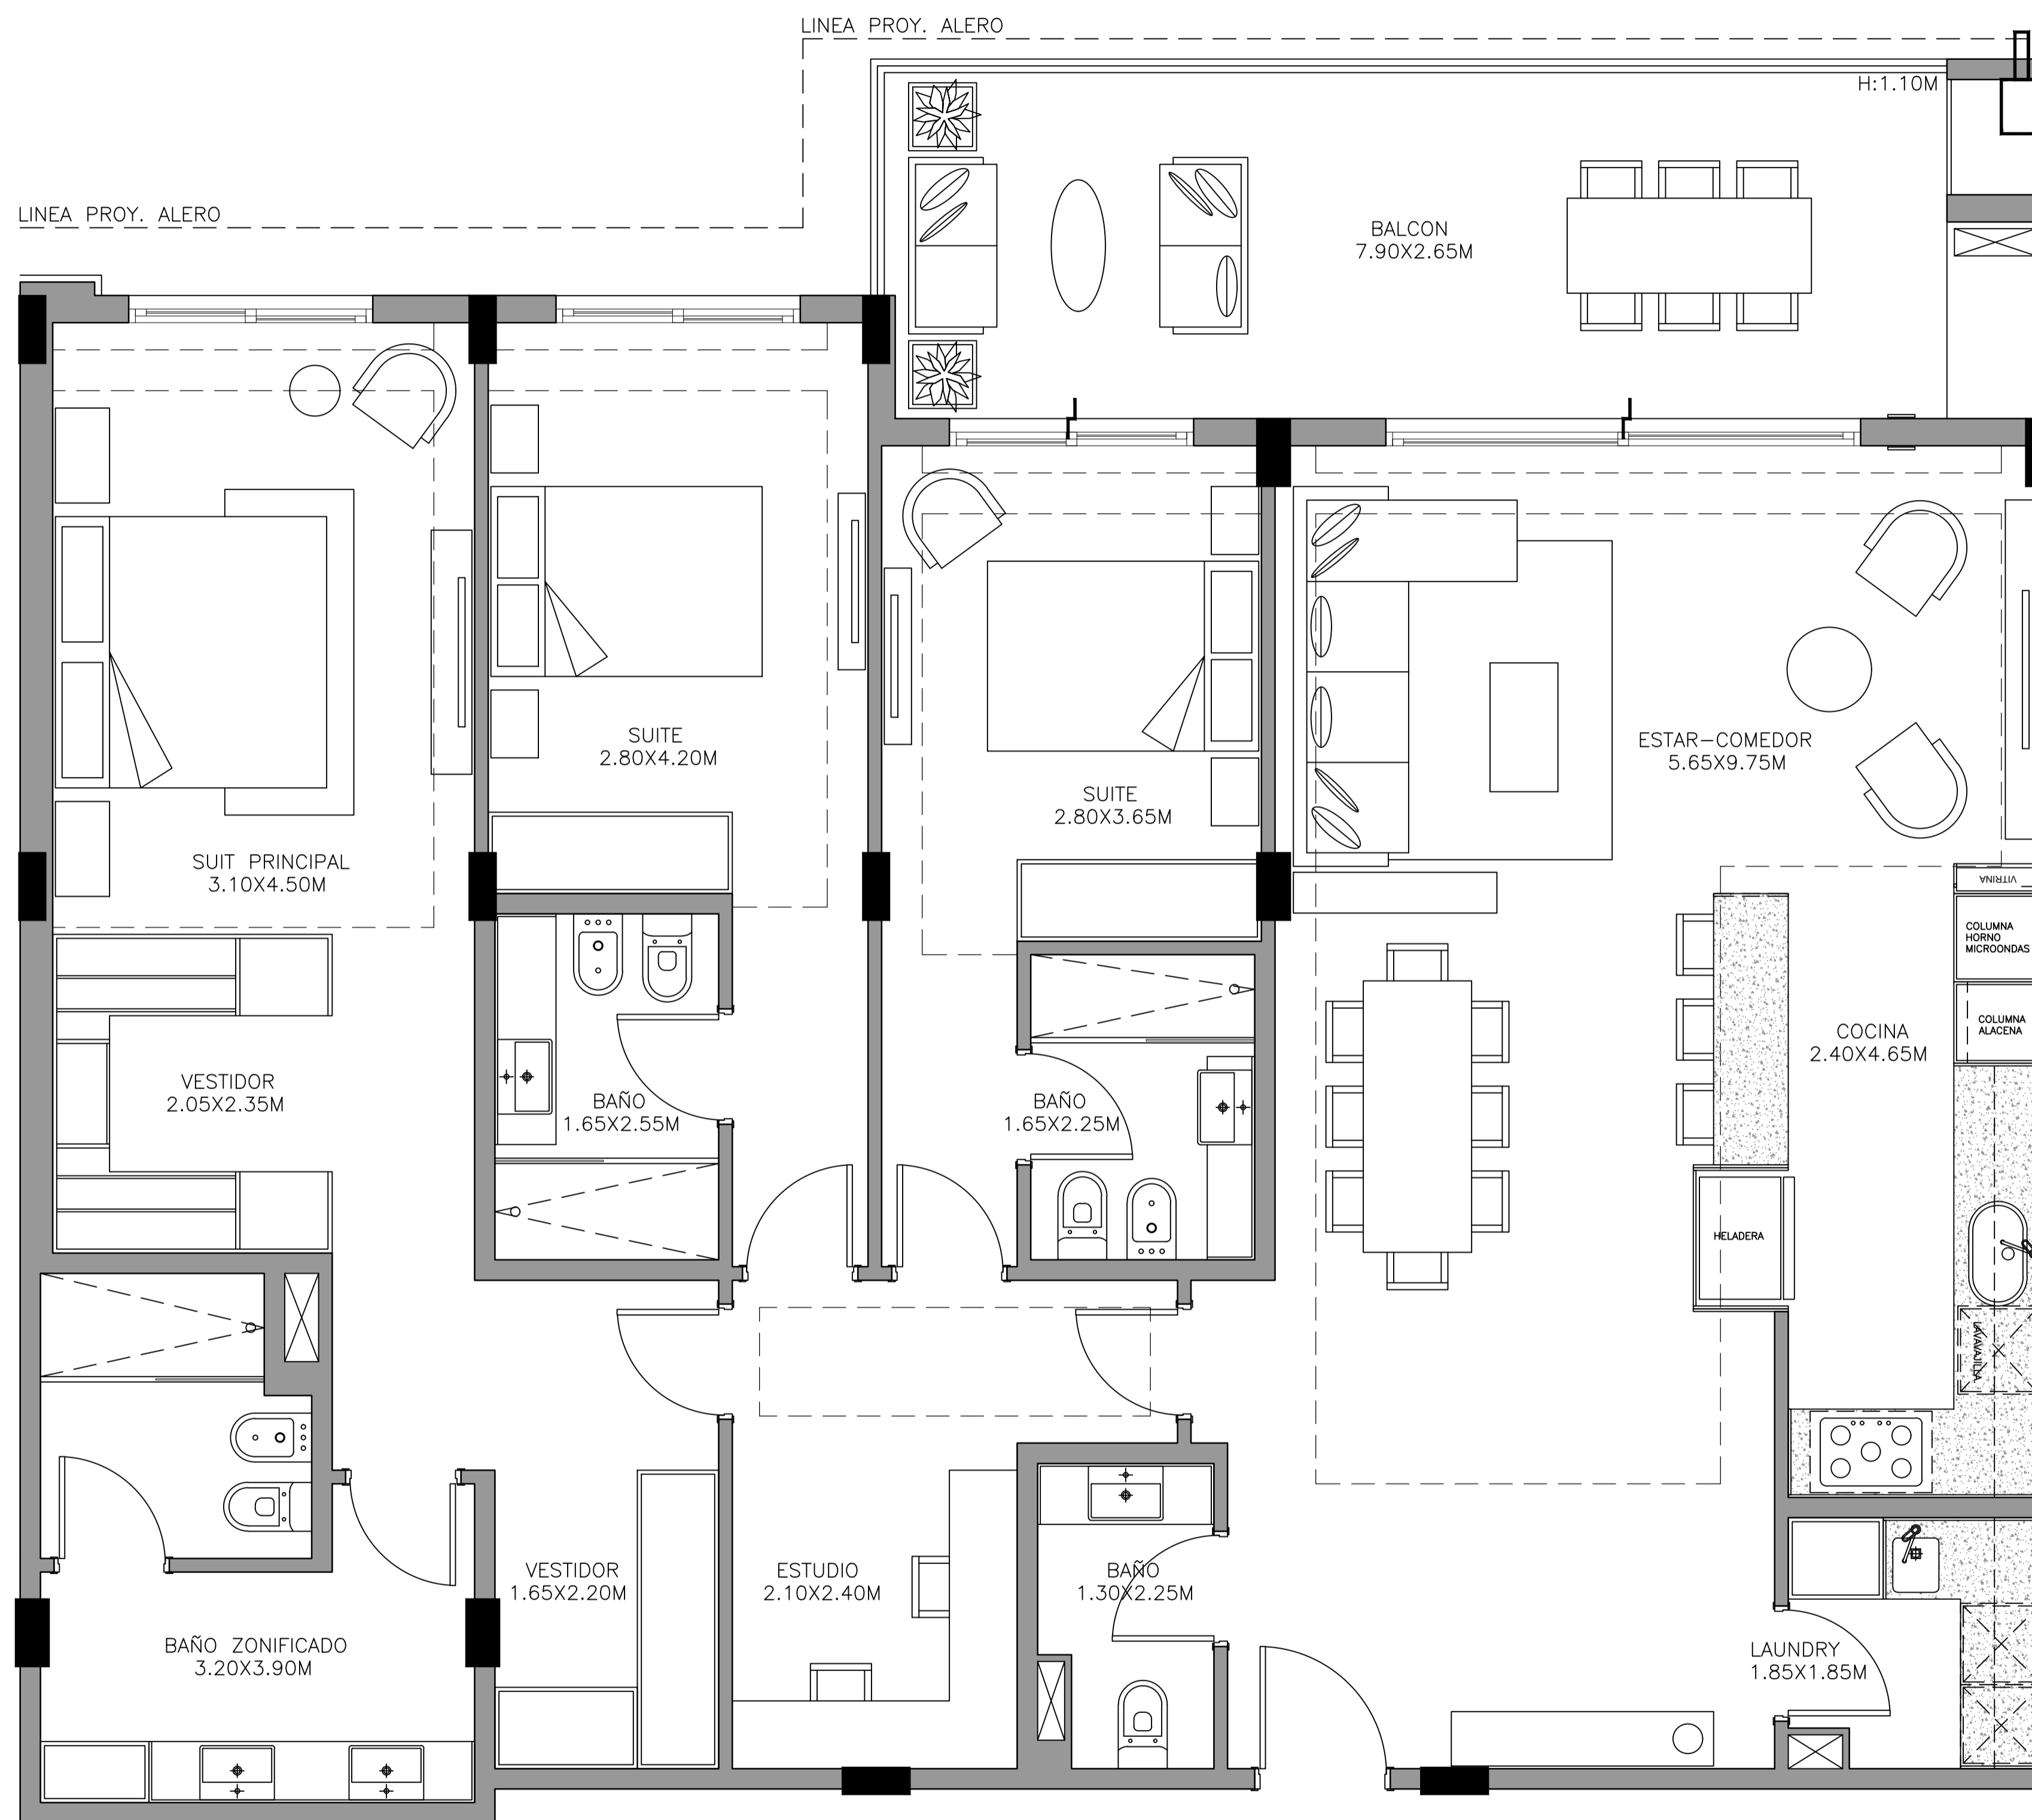 LINEA PROY. ALERO
H:1.10M
LINEA PROY. ALERO
BALCON
7.90X2.65M
SUITE
2.80X4.20M
ESTAR-COMEDOR
5.65X9.75M
SUITE
2.80X3.65M
SUIT PRINCIPAL
3.10X4.50M
VITRINA
COLUMNA
HORNO
MICROONDAS
COLUMNA
ALACENA
COCINA
2.40X4.65M
VESTIDOR
2.05X2.35M
BAÑO
1.65X2.55M
BAÑO
1.65X2.25M
HELADERA
LAVAJILLA
VESTIDOR
1.65X2.20M
ESTUDIO
2.10X2.40M
BAÑO
1.30X2.25M
BAÑO ZONIFICADO
3.20X3.90M
LAUNDRY
1.85X1.85M